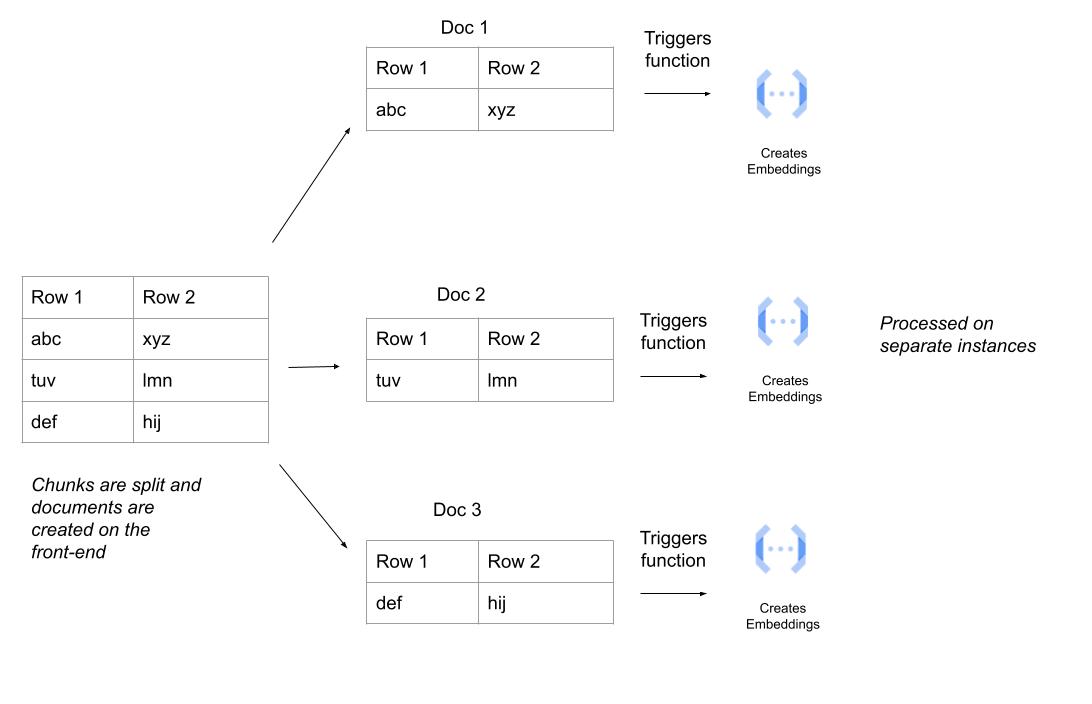 Doc 1
Row 1 Row 2
abc xyz
Triggers
function
Creates
Embeddings
Row 1 Row 2
abc xyz
tuv lmn
def hij
Chunks are split and
documents are
created on the
front-end
Doc 2
Row 1 Row 2
tuv lmn
Triggers
function
Creates
Embeddings
Processed on
separate instances
Doc 3
Row 1 Row 2
def hij
Triggers
function
Creates
Embeddings